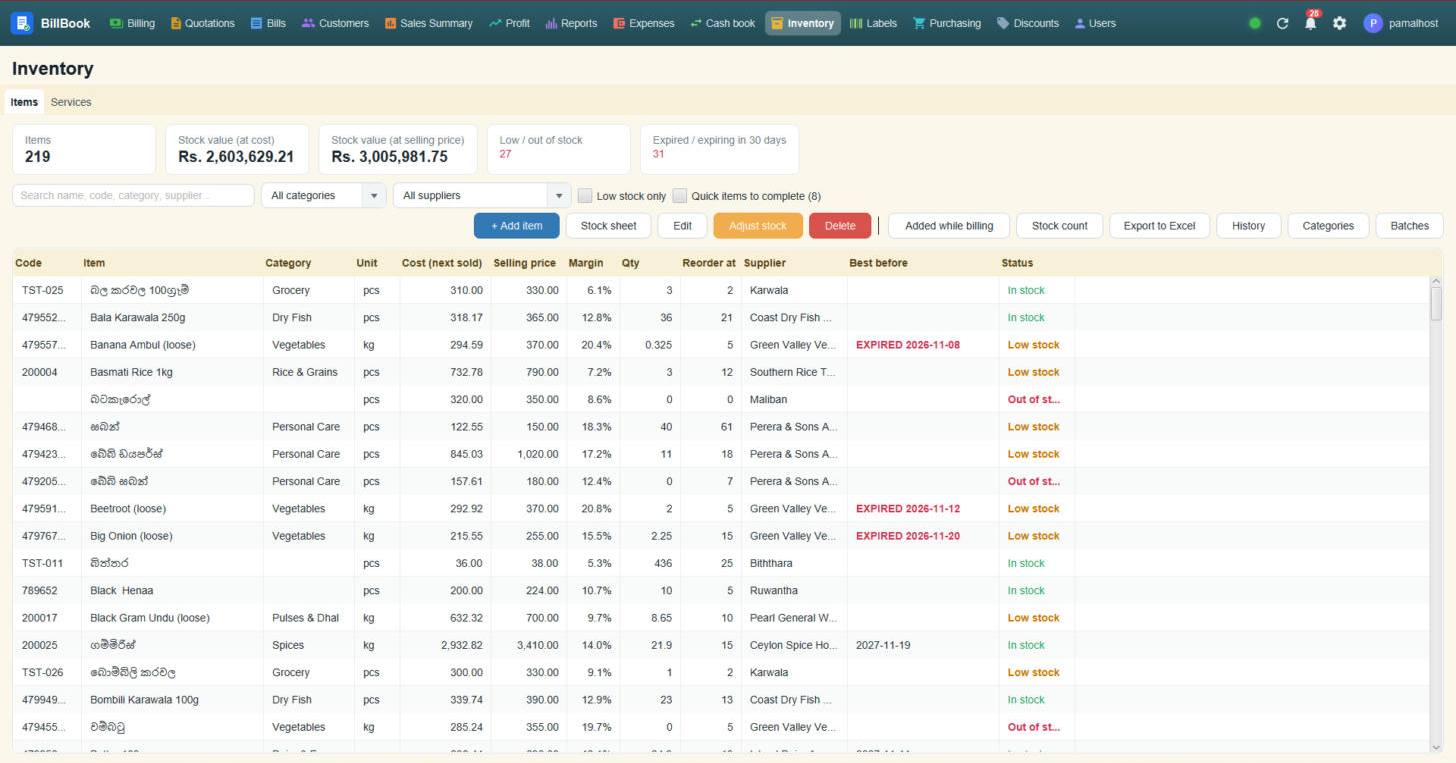 BillBook Billing Quotations Bills Customers Sales Summary Profit Reports Expenses Cash book Inventory Labels Purchasing Discounts Users 28 P pamalhost
Inventory
Items Services
Items Stock value (at cost) Stock value (at selling price) Low / out of stock Expired / expiring in 30 days
219 Rs. 2,603,629.21 Rs. 3,005,981.75 27 31
Search name, code, category, supplier... All categories All suppliers Low stock only Quick items to complete (8)
+ Add item Stock sheet Edit Adjust stock Delete Added while billing Stock count Export to Excel History Categories Batches
Code Item Category Unit Cost (next sold) Selling price Margin Qty Reorder at Supplier Best before Status
TST-025 බල කරවල 100ග්‍රෑම් Grocery pcs 310.00 330.00 6.1% 3 2 Karwala In stock
479552... Bala Karawala 250g Dry Fish pcs 318.17 365.00 12.8% 36 21 Coast Dry Fish ... In stock
479557... Banana Ambul (loose) Vegetables kg 294.59 370.00 20.4% 0.325 5 Green Valley Ve... EXPIRED 2026-11-08 Low stock
200004 Basmati Rice 1kg Rice & Grains pcs 732.78 790.00 7.2% 3 12 Southern Rice T... Low stock
බටකැරොල් pcs 320.00 350.00 8.6% 0 0 Maliban Out of st...
479468... සබන් Personal Care pcs 122.55 150.00 18.3% 40 61 Perera & Sons A... Low stock
479423... බේබි ඩයපර්ස් Personal Care pcs 845.03 1,020.00 17.2% 11 18 Perera & Sons A... Low stock
479205... බේබි සබන් Personal Care pcs 157.61 180.00 12.4% 0 7 Perera & Sons A... Out of st...
479591... Beetroot (loose) Vegetables kg 292.92 370.00 20.8% 2 5 Green Valley Ve... EXPIRED 2026-11-12 Low stock
479767... Big Onion (loose) Vegetables kg 215.55 255.00 15.5% 2.25 15 Green Valley Ve... EXPIRED 2026-11-20 Low stock
TST-011 බිත්තර pcs 36.00 38.00 5.3% 436 25 Biththara In stock
789652 Black Henaa pcs 200.00 224.00 10.7% 10 5 Ruwantha In stock
200017 Black Gram Undu (loose) Pulses & Dhal kg 632.32 700.00 9.7% 8.65 10 Pearl General W... Low stock
200025 ගම්මිරිස් Spices kg 2,932.82 3,410.00 14.0% 21.9 15 Ceylon Spice Ho... 2027-11-19 In stock
TST-026 බොම්බිලි කරවල Grocery pcs 300.00 330.00 9.1% 1 2 Karwala Low stock
479949... Bombili Karawala 100g Dry Fish pcs 339.74 390.00 12.9% 23 13 Coast Dry Fish ... In stock
479455... වම්බටු Vegetables kg 285.24 355.00 19.7% 0 5 Green Valley Ve... Out of st...